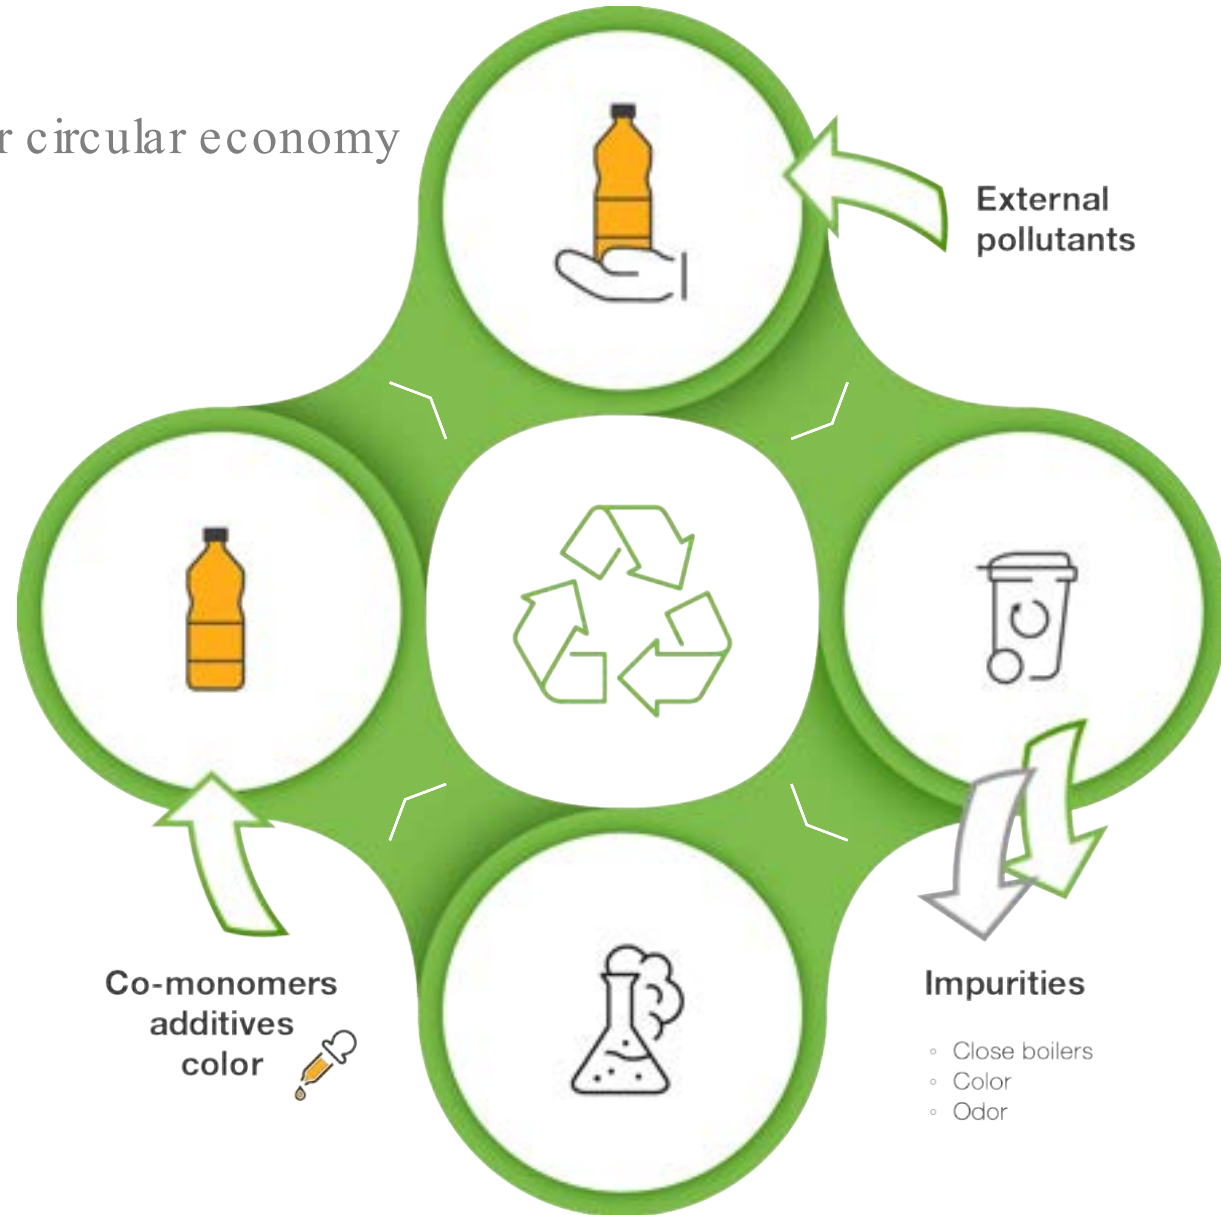 r circular economy
External
pollutants
Co-monomers
additives
color
Impurities
◦ Close boilers
◦ Color
◦ Odor